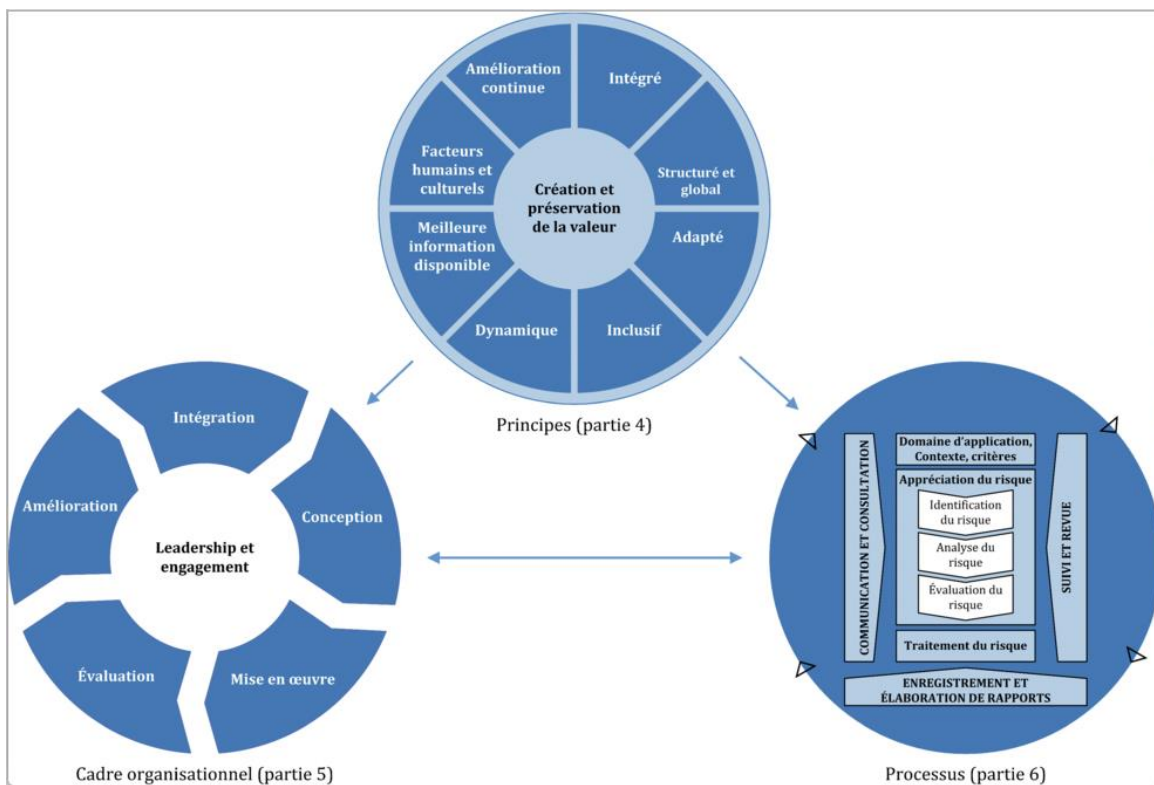 Amélioration
continue
Intégré
Facteurs
humains et
culturels
Structuré et
global
Création et
préservation
de la valeur
Meilleure
information
disponible
Adapté
Dynamique
Inclusif
Principes (partie 4)
Intégration
Amélioration
Conception
Leadership et
engagement
Évaluation
Mise en œuvre
Cadre organisationnel (partie 5)
COMMUNICATION ET CONSULTATION
Domaine d'application,
Contexte, critères
Appréciation du risque
Identification
du risque
Analyse du
risque
Évaluation du
risque
Traitement du risque
SUIVI ET REVUE
ENREGISTREMENT ET
ÉLABORATION DE RAPPORTS
Processus (partie 6)